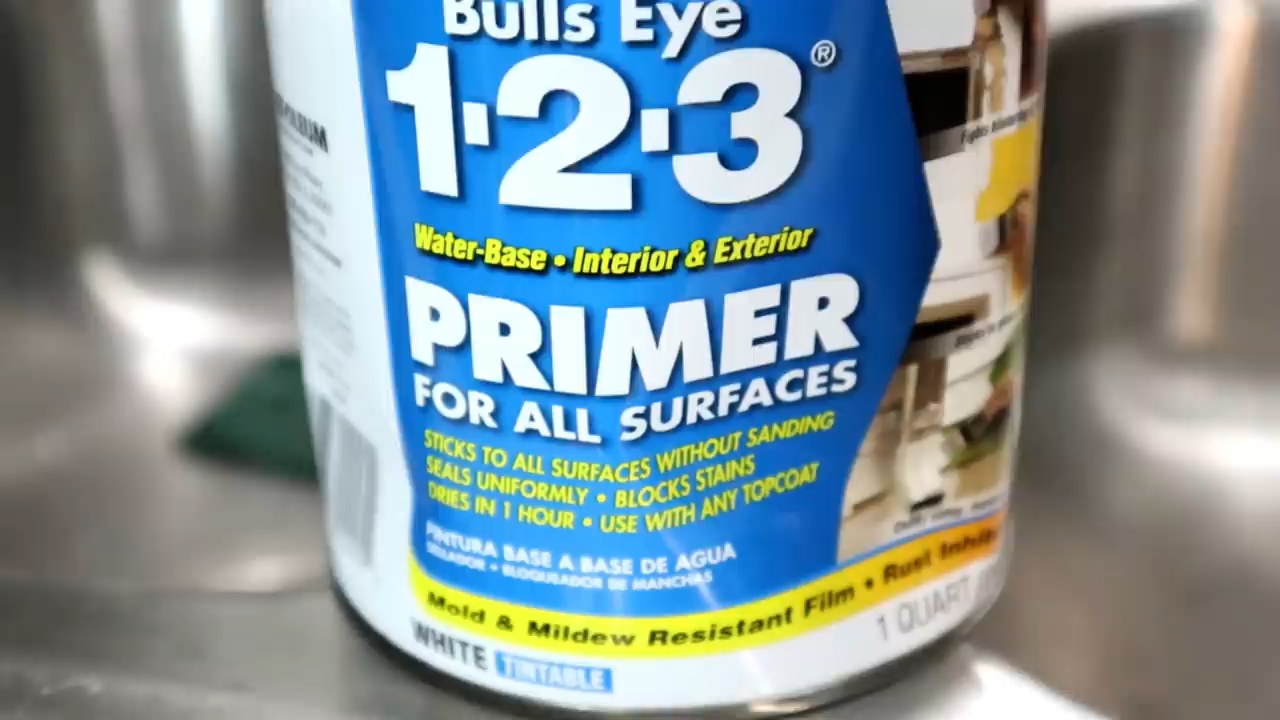 Bulls Eye
1·2·3®
Water-Base • Interior & Exterior
PRIMER
FOR ALL SURFACES
STICKS TO ALL SURFACES WITHOUT SANDING
SEALS UNIFORMLY • BLOCKS STAINS
DRIES IN 1 HOUR • USE WITH ANY TOPCOAT
PINTURA BASE A BASE DE AGUA
SELLADOR • BLOQUEADOR DE MANCHAS
Mold & Mildew Resistant Film • Rust
WHITE TINTABLE
1 QUART